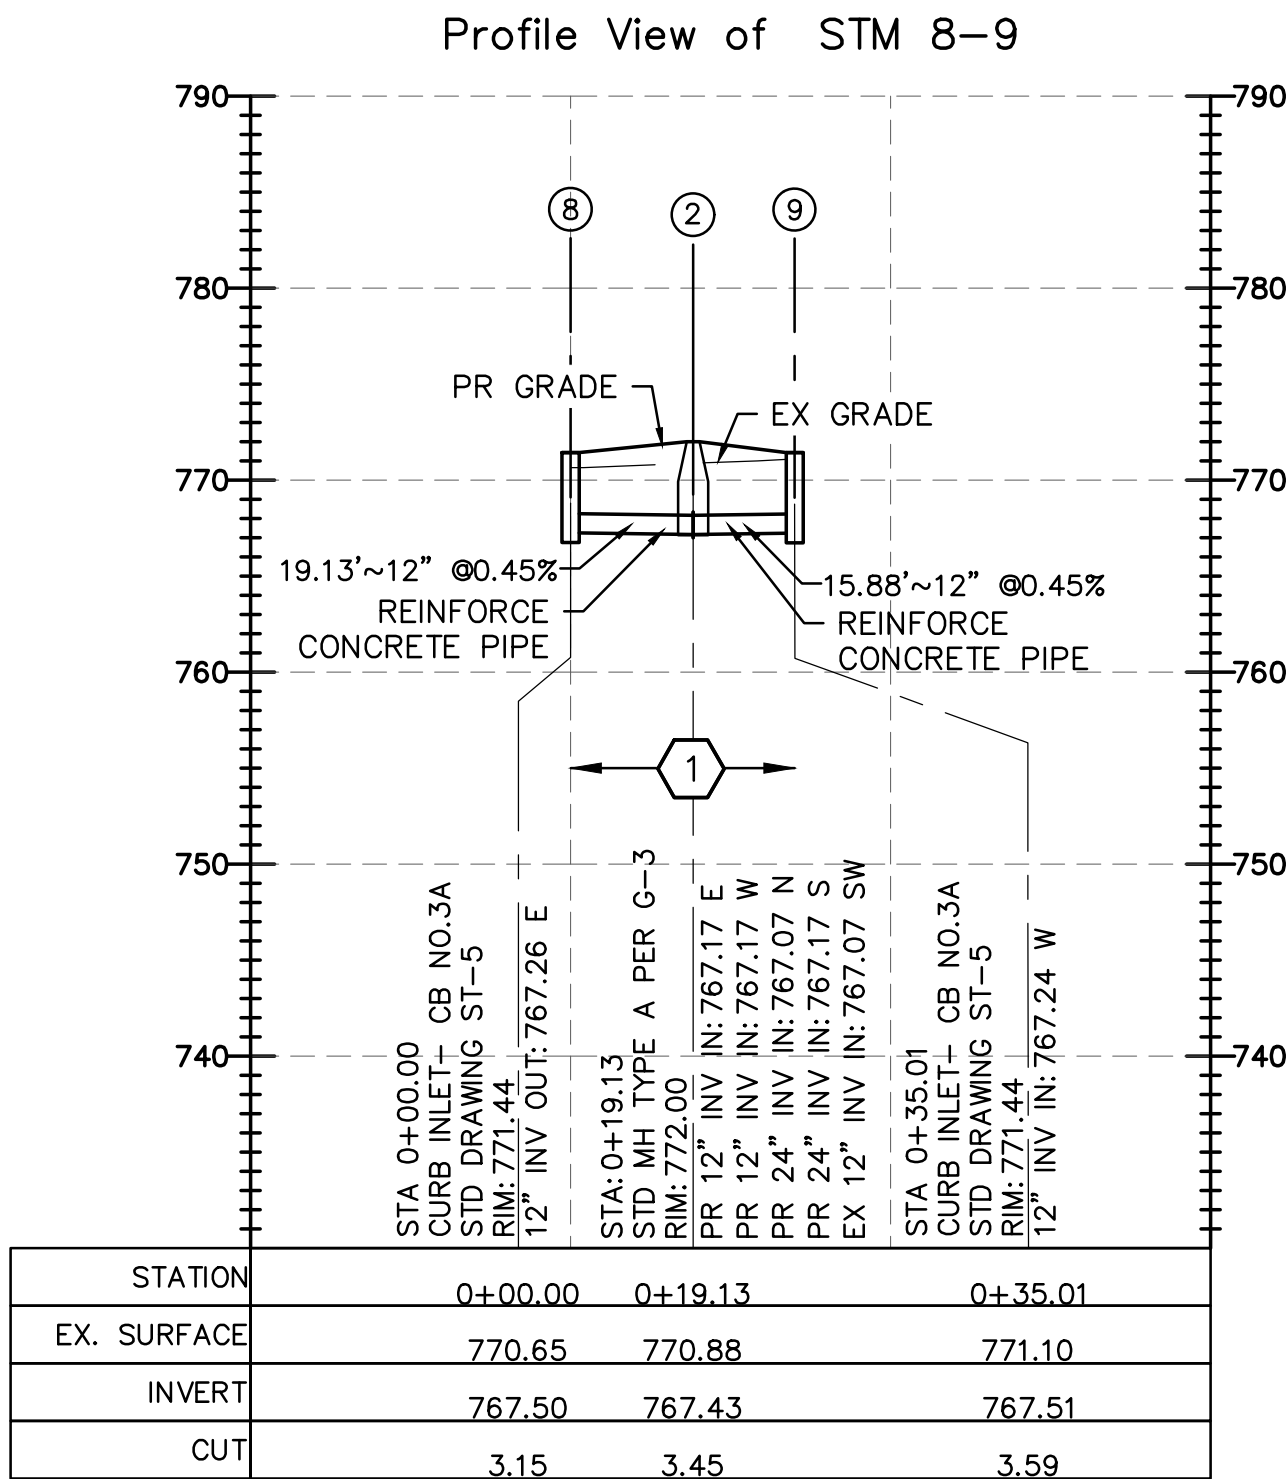 Profile View of STM 8-9
790
790
8
2
9
780
780
PR GRADE
EX GRADE
770
770
19.13'~12" @0.45%
15.88'~12" @0.45%
REINFORCE
CONCRETE PIPE
REINFORCE
CONCRETE PIPE
760
760
1
750
750
740
740
STA 0+00.00
CURB INLET- CB NO.3A
STD DRAWING ST-5
RIM: 771.44
12" INV OUT: 767.26 E
STA: 0+19.13
STD MH TYPE A PER G-3
RIM: 772.00
PR 12" INV IN: 767.17 E
PR 12" INV IN: 767.17 W
PR 24" INV IN: 767.07 N
PR 24" INV IN: 767.17 S
EX 12" INV IN: 767.07 SW
STA 0+35.01
CURB INLET- CB NO.3A
STD DRAWING ST-5
RIM: 771.44
12" INV IN: 767.24 W
STATION 0+00.00 0+19.13 0+35.01
EX. SURFACE 770.65 770.88 771.10
INVERT 767.50 767.43 767.51
CUT 3.15 3.45 3.59